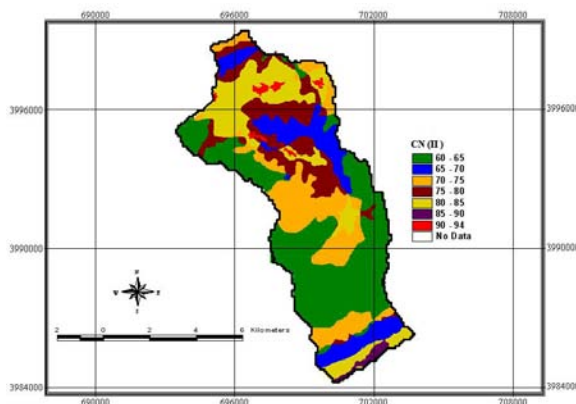 690000 696000 702000 708000
3996000 3996000
CN (II)
60 - 65
65 - 70
70 - 75
75 - 80
80 - 85
85 - 90
90 - 94
No Data
3990000 3990000
N
W E
S
2 0 2 4 6 Kilometers
3984000 3984000
690000 696000 702000 708000